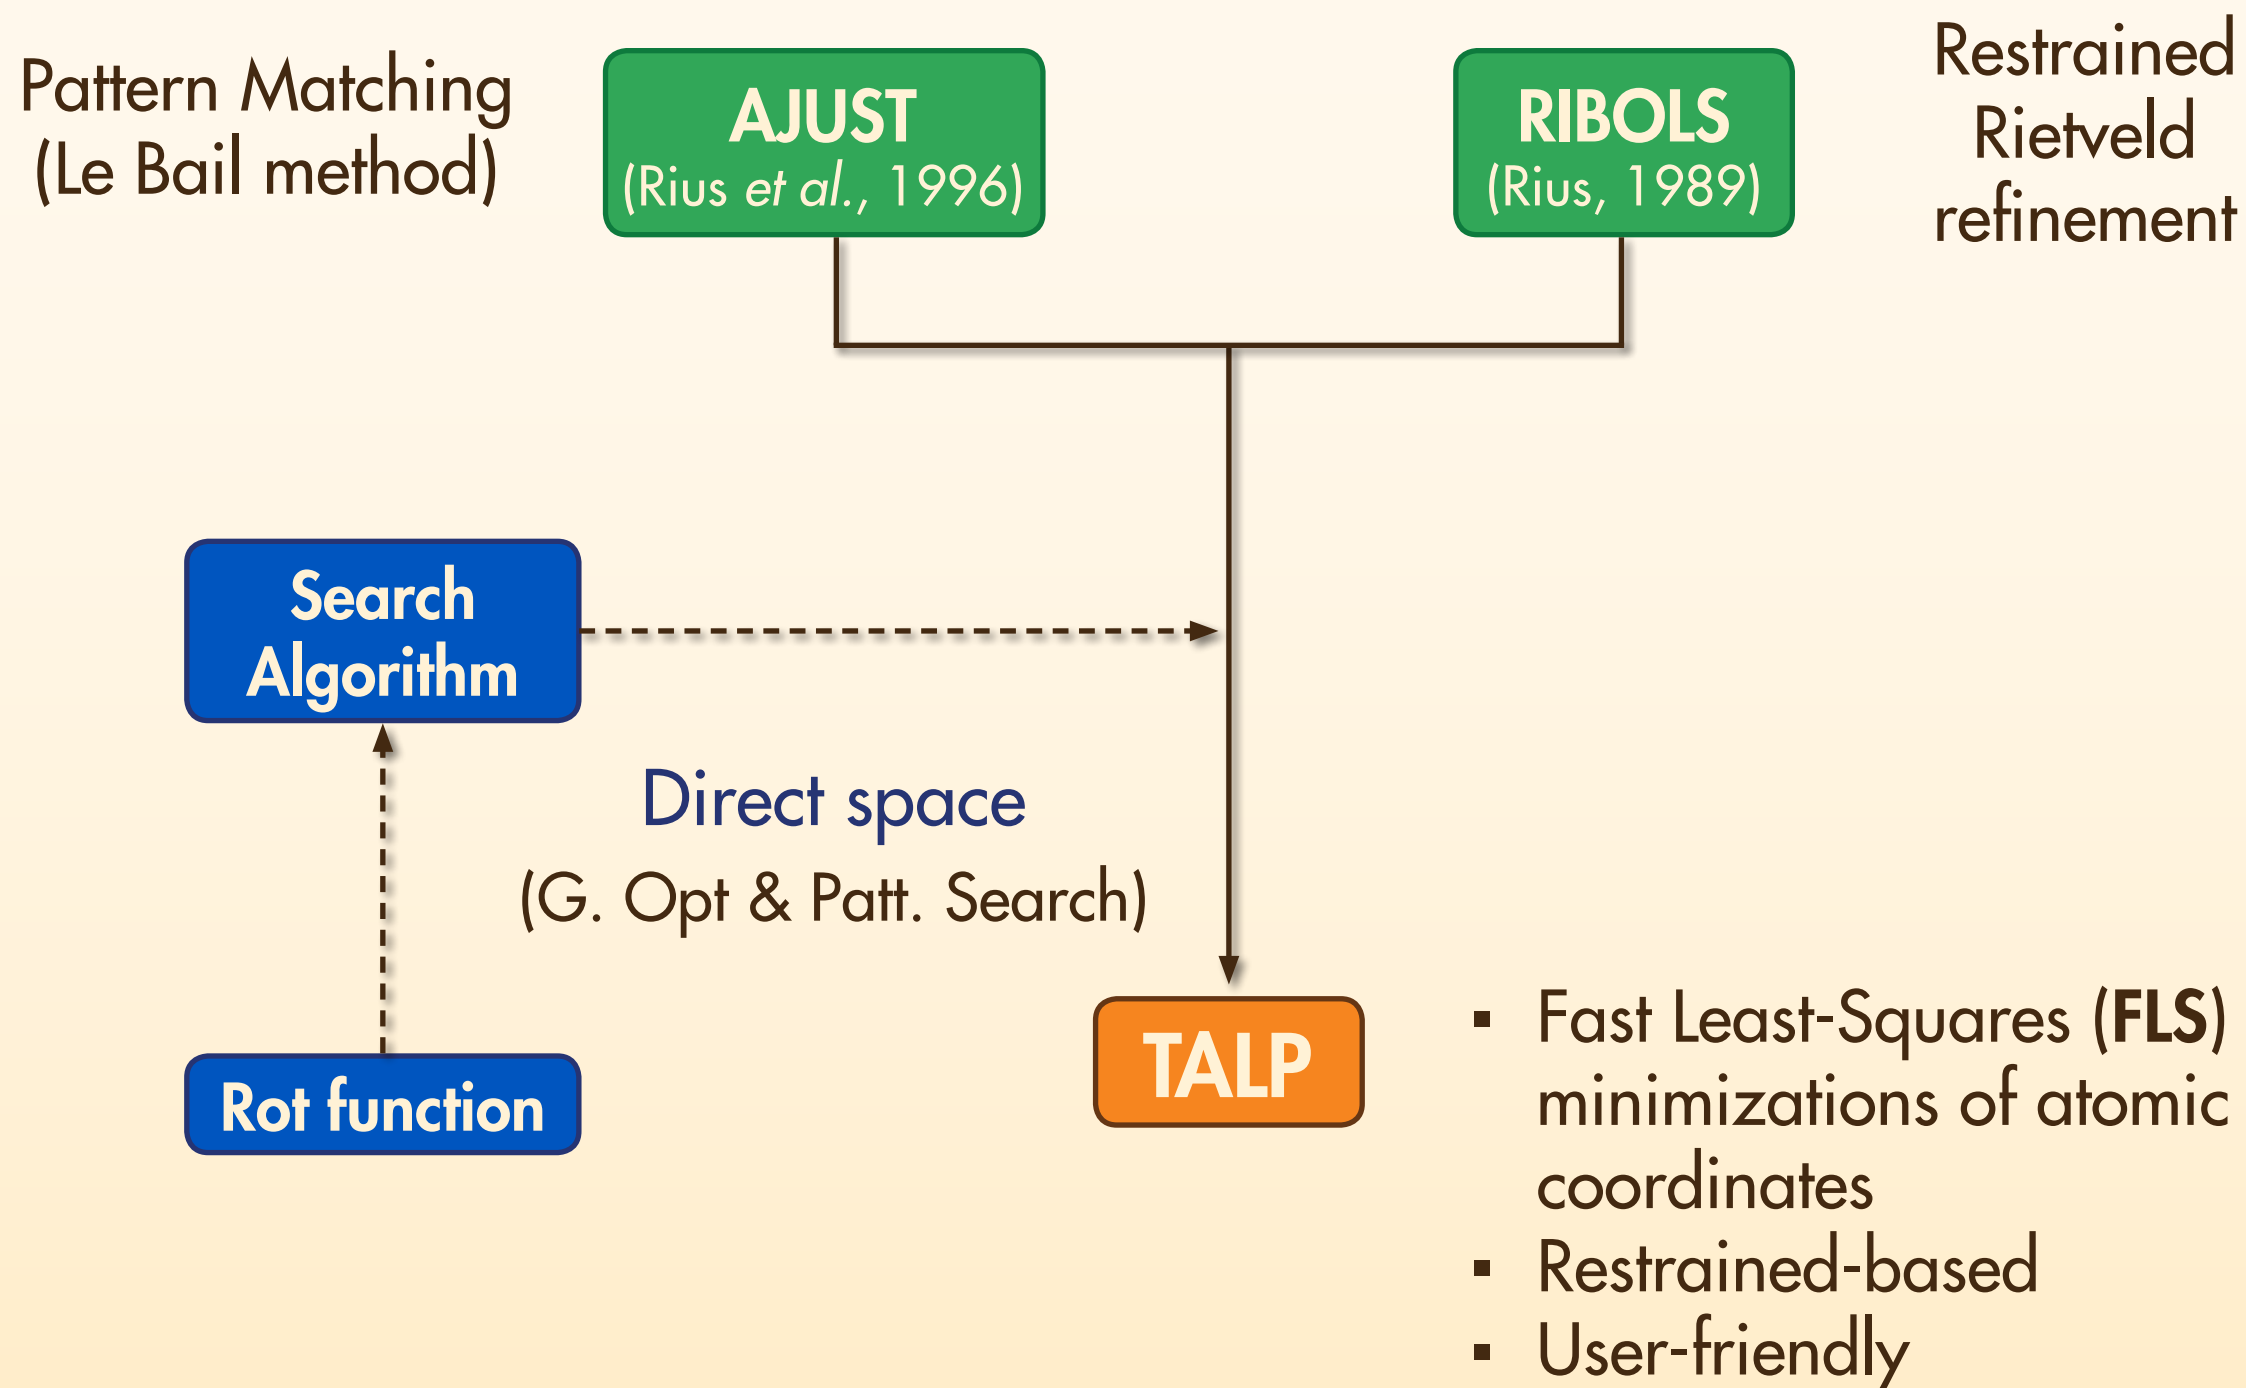 Pattern Matching
(Le Bail method)
AJUST
(Rius et al., 1996)
RIBOLS
(Rius, 1989)
Restrained
Rietveld
refinement
Search
Algorithm
Direct space
(G. Opt & Patt. Search)
Rot function
TALP
▪ Fast Least-Squares (FLS)
minimizations of atomic
coordinates
▪ Restrained-based
▪ User-friendly